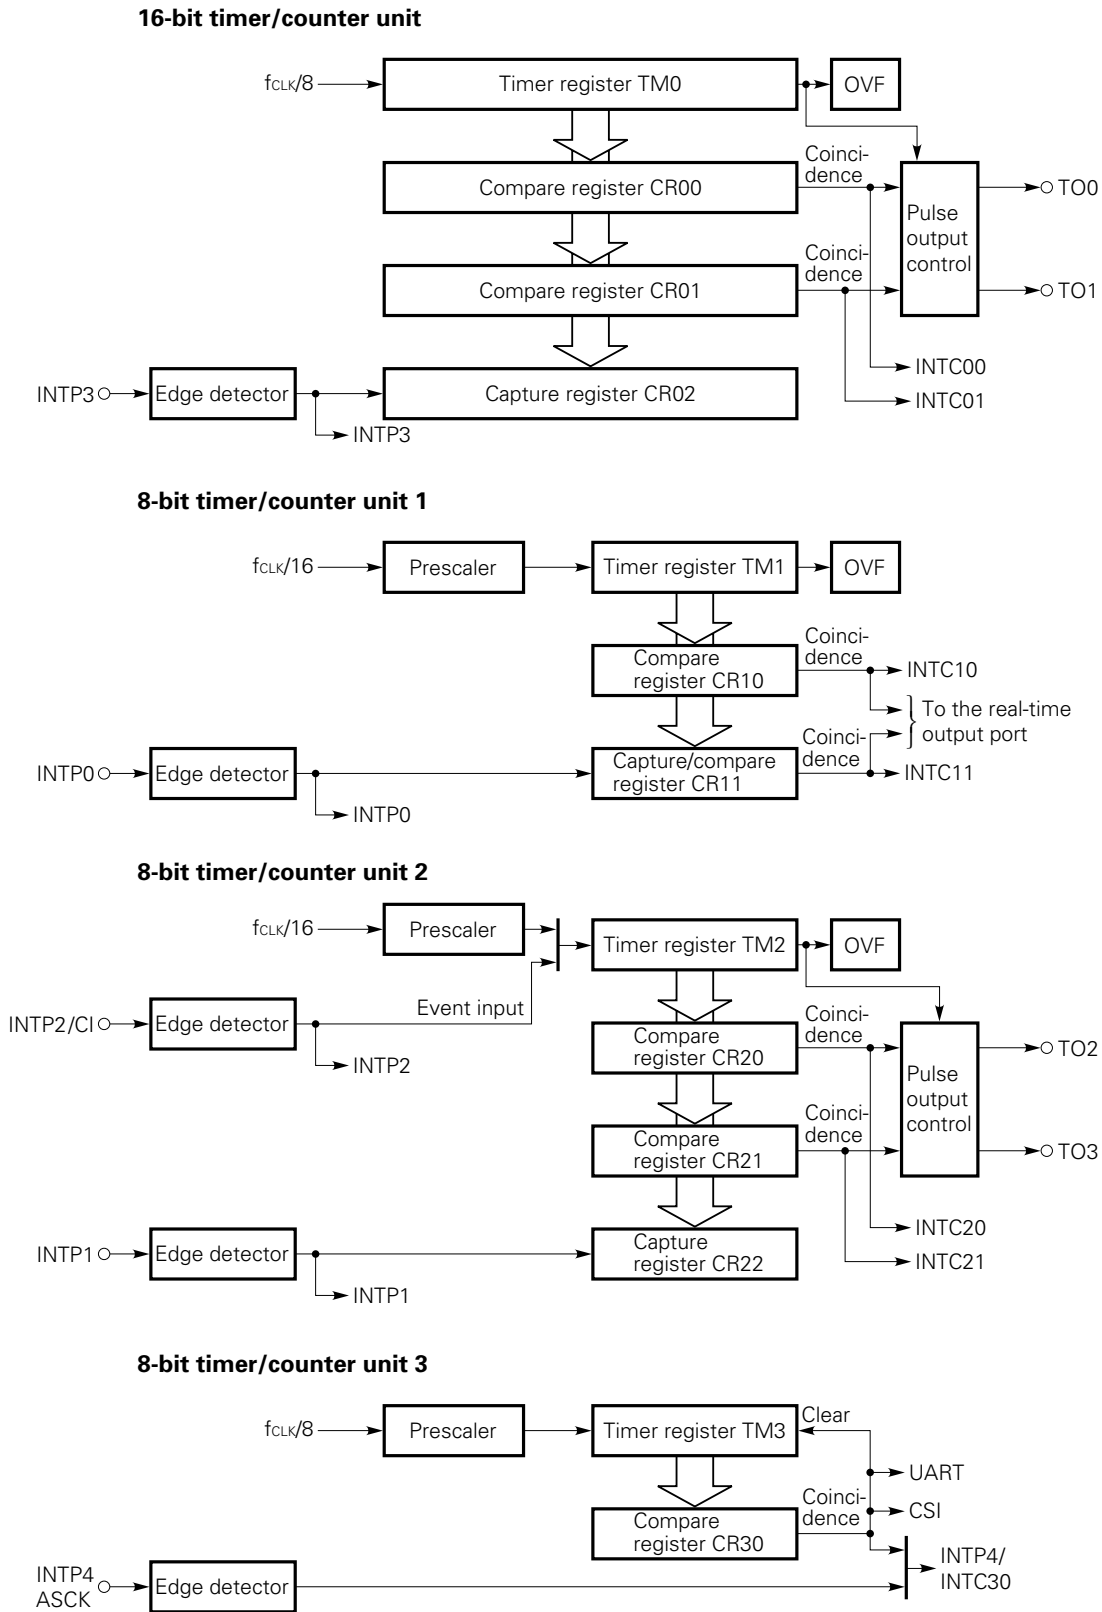 16-bit timer/counter unit
fCLK/8
Timer register TM0
OVF
Coinci-
dence
Compare register CR00
TO0
Pulse
output
control
Coinci-
dence
Compare register CR01
TO1
INTC00
INTP3
Edge detector
Capture register CR02
INTC01
INTP3
8-bit timer/counter unit 1
fCLK/16
Prescaler
Timer register TM1
OVF
Coinci-
dence
Compare
register CR10
INTC10
To the real-time
output port
Coinci-
dence
INTP0
Edge detector
Capture/compare
register CR11
INTC11
INTP0
8-bit timer/counter unit 2
fCLK/16
Prescaler
Timer register TM2
OVF
Event input
INTP2/CI
Edge detector
Coinci-
dence
Compare
register CR20
TO2
INTP2
Pulse
output
control
Coinci-
dence
Compare
register CR21
TO3
INTC20
INTP1
Edge detector
Capture
register CR22
INTC21
INTP1
8-bit timer/counter unit 3
fCLK/8
Prescaler
Timer register TM3
Clear
UART
Coinci-
dence
CSI
Compare
register CR30
INTP4/
INTC30
INTP4
ASCK
Edge detector